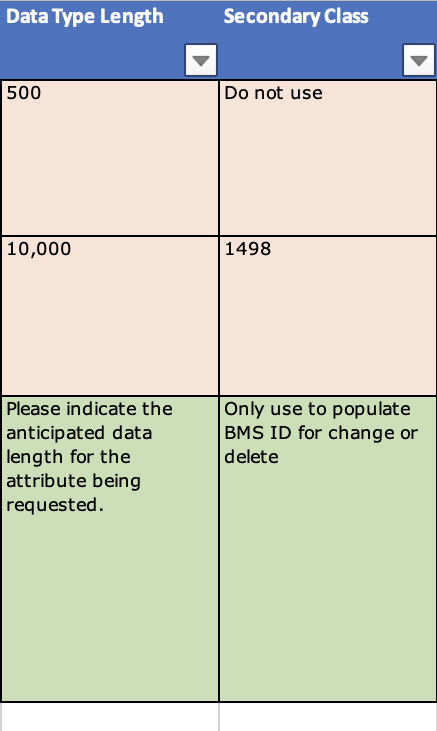 Data Type Length
Secondary Class
500
Do not use
10,000
1498
Please indicate the
anticipated data
length for the
attribute being
requested.
Only use to populate
BMS ID for change or
delete